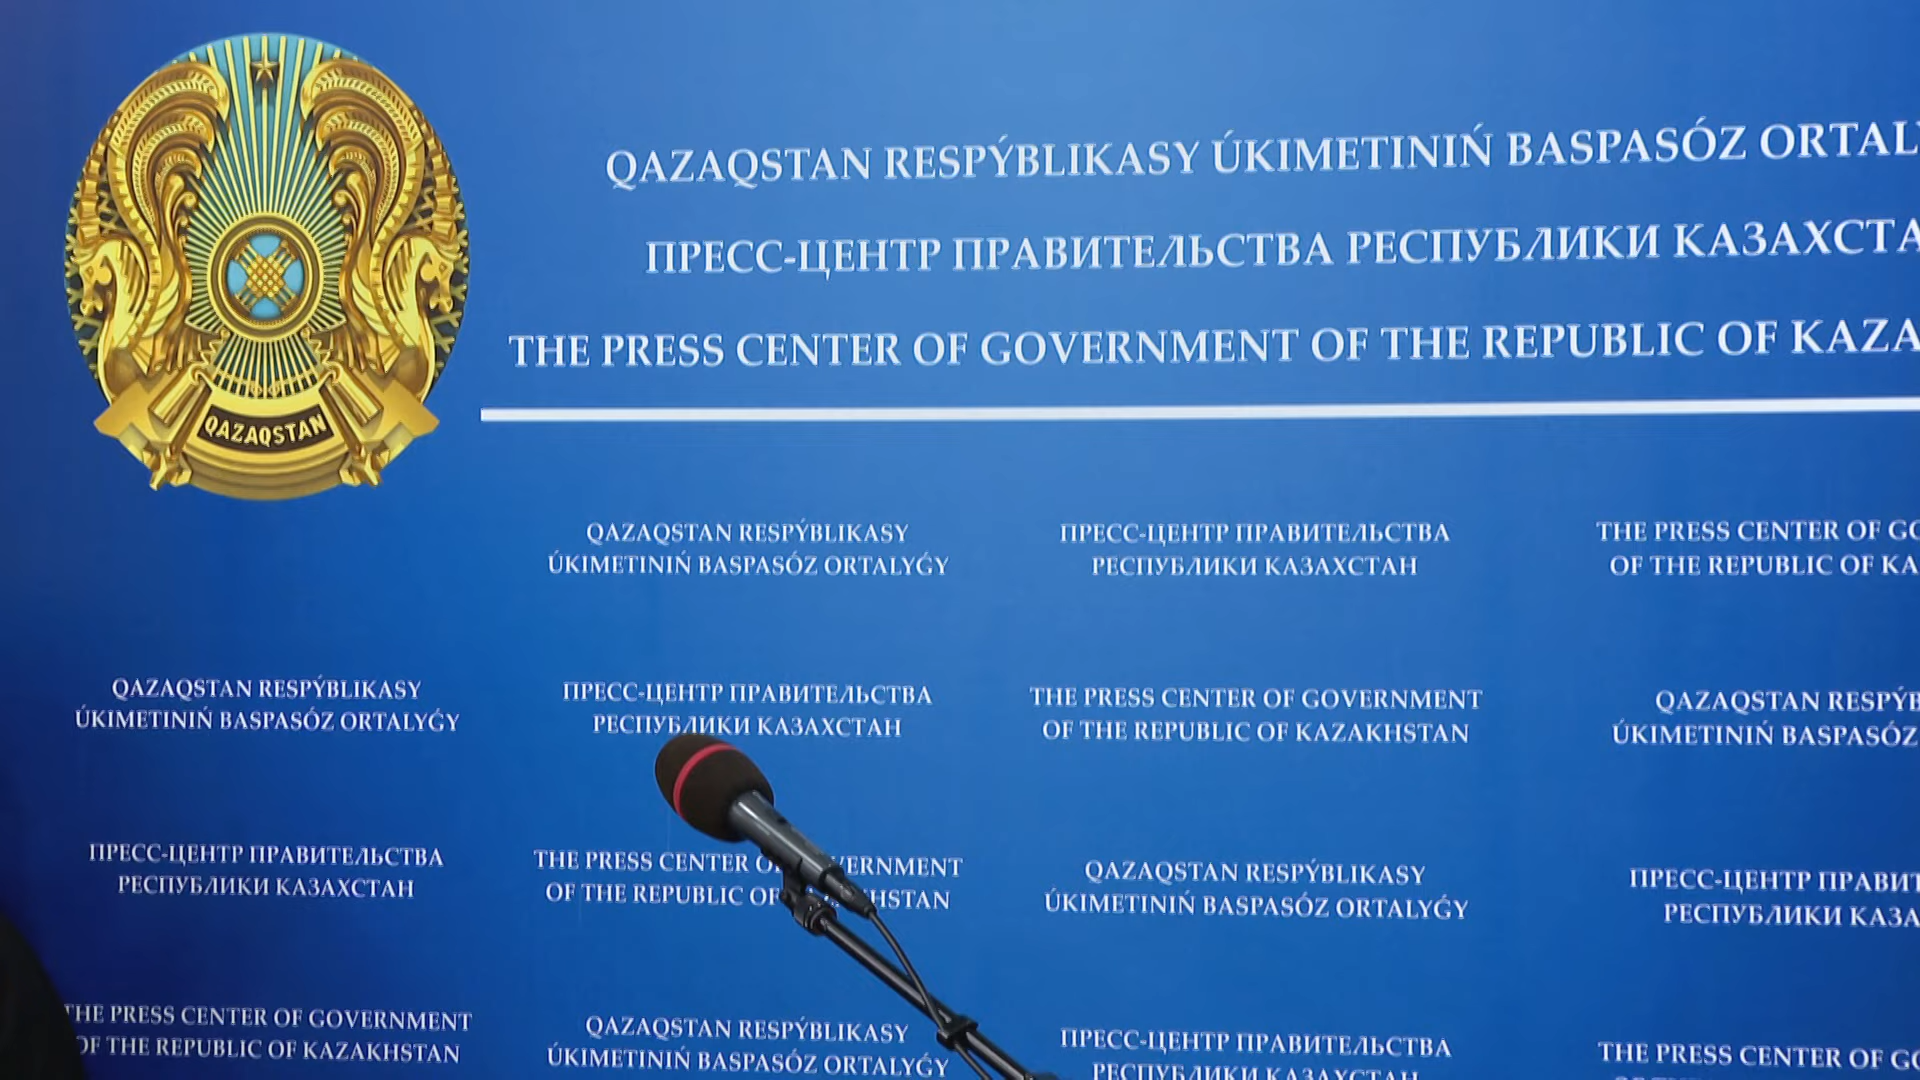 QAZAQSTAN RESPÝBLIKASY ÚKIMETINIŃ BASPASÓZ ORTAL
ПРЕСС-ЦЕНТР ПРАВИТЕЛЬСТВА РЕСПУБЛИКИ КАЗАХСТА
THE PRESS CENTER OF GOVERNMENT OF THE REPUBLIC OF KAZA
QAZAQSTAN
QAZAQSTAN RESPÝBLIKASY
ÚKIMETINIŃ BASPASÓZ ORTALYǴY
ПРЕСС-ЦЕНТР ПРАВИТЕЛЬСТВА
РЕСПУБЛИКИ КАЗАХСТАН
THE PRESS CENTER OF GO
OF THE REPUBLIC OF KA
QAZAQSTAN RESPÝBLIKASY
ÚKIMETINIŃ BASPASÓZ ORTALYǴY
ПРЕСС-ЦЕНТР ПРАВИТЕЛЬСТВА
РЕСПУБЛИКИ КАЗАХСТАН
THE PRESS CENTER OF GOVERNMENT
OF THE REPUBLIC OF KAZAKHSTAN
QAZAQSTAN RESPÝB
ÚKIMETINIŃ BASPASÓZ
ПРЕСС-ЦЕНТР ПРАВИТЕЛЬСТВА
РЕСПУБЛИКИ КАЗАХСТАН
THE PRESS CENTER O VERNMENT
OF THE REPUBLIC OF HSTAN
QAZAQSTAN RESPÝBLIKASY
ÚKIMETINIŃ BASPASÓZ ORTALYǴY
ПРЕСС-ЦЕНТР ПРАВИТ
РЕСПУБЛИКИ КАЗА
THE PRESS CENTER OF GOVERNMENT
OF THE REPUBLIC OF KAZAKHSTAN
QAZAQSTAN RESPÝBLIKASY
ÚKIMETINIŃ BASPASÓZ ORTALYǴY
ПРЕСС-ЦЕНТР ПРАВИТЕЛЬСТВА
РЕСПУБЛИКИ КАЗАХСТАН
THE PRESS CENTER OF GO